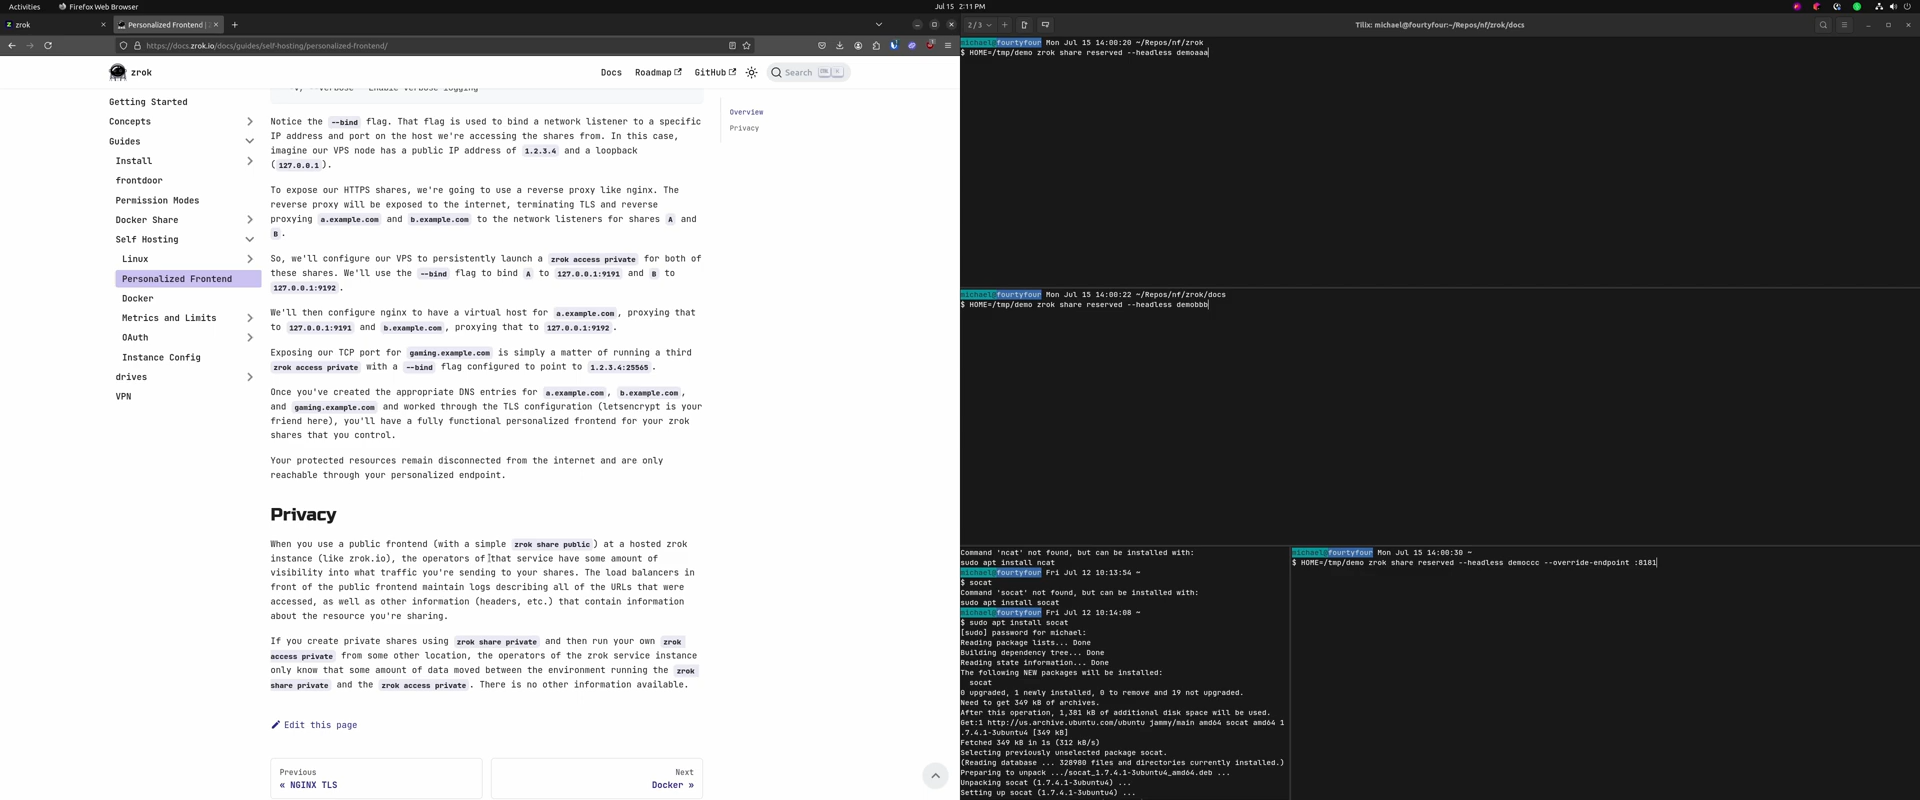 Activities Firefox Web Browser Jul 15 2:11 PM
zrok × Personalized Frontend | × +
https://docs.zrok.io/docs/guides/self-hosting/personalized-frontend/
zrok
Docs Roadmap GitHub Search
Getting Started
Concepts
Guides
Install
frontdoor
Permission Modes
Docker Share
Self Hosting
Linux
Personalized Frontend
Docker
Metrics and Limits
OAuth
Instance Config
drives
VPN
-v, --verbose Enable verbose logging
Notice the --bind flag. That flag is used to bind a network listener to a specific
IP address and port on the host we're accessing the shares from. In this case,
imagine our VPS node has a public IP address of 1.2.3.4 and a loopback
(127.0.0.1).
To expose our HTTPS shares, we're going to use a reverse proxy like nginx. The
reverse proxy will be exposed to the internet, terminating TLS and reverse
proxying a.example.com and b.example.com to the network listeners for shares A and
B.
So, we'll configure our VPS to persistently launch a zrok access private for both of
these shares. We'll use the --bind flag to bind A to 127.0.0.1:9191 and B to
127.0.0.1:9192.
We'll then configure nginx to have a virtual host for a.example.com, proxying that
to 127.0.0.1:9191 and b.example.com, proxying that to 127.0.0.1:9192.
Exposing our TCP port for gaming.example.com is simply a matter of running a third
zrok access private with a --bind flag configured to point to 1.2.3.4:25565.
Once you've created the appropriate DNS entries for a.example.com, b.example.com,
and gaming.example.com and worked through the TLS configuration (letsencrypt is your
friend here), you'll have a fully functional personalized frontend for your zrok
shares that you control.
Your protected resources remain disconnected from the internet and are only
reachable through your personalized endpoint.
Privacy
When you use a public frontend (with a simple zrok share public) at a hosted zrok
instance (like zrok.io), the operators of that service have some amount of
visibility into what traffic you're sending to your shares. The load balancers in
front of the public frontend maintain logs describing all of the URLs that were
accessed, as well as other information (headers, etc.) that contain information
about the resource you're sharing.
If you create private shares using zrok share private and then run your own zrok
access private from some other location, the operators of the zrok service instance
only know that some amount of data moved between the environment running the zrok
share private and the zrok access private. There is no other information available.
Edit this page
Previous
« NGINX TLS
Next
Docker »
Overview
Privacy
2 / 3 Tilix: michael@fourtyfour:~/Repos/nf/zrok/docs
michael@fourtyfour Mon Jul 15 14:00:20 ~/Repos/nf/zrok
$ HOME=/tmp/demo zrok share reserved --headless demoaaa
michael@fourtyfour Mon Jul 15 14:00:22 ~/Repos/nf/zrok/docs
$ HOME=/tmp/demo zrok share reserved --headless demobbb
Command 'ncat' not found, but can be installed with:
sudo apt install ncat
michael@fourtyfour Fri Jul 12 10:13:54 ~
$ socat
Command 'socat' not found, but can be installed with:
sudo apt install socat
michael@fourtyfour Fri Jul 12 10:14:08 ~
$ sudo apt install socat
[sudo] password for michael:
Reading package lists... Done
Building dependency tree... Done
Reading state information... Done
The following NEW packages will be installed:
socat
0 upgraded, 1 newly installed, 0 to remove and 19 not upgraded.
Need to get 349 kB of archives.
After this operation, 1,381 kB of additional disk space will be used.
Get:1 http://us.archive.ubuntu.com/ubuntu jammy/main amd64 socat amd64 1
.7.4.1-3ubuntu4 [349 kB]
Fetched 349 kB in 1s (312 kB/s)
Selecting previously unselected package socat.
(Reading database ... 328980 files and directories currently installed.)
Preparing to unpack .../socat_1.7.4.1-3ubuntu4_amd64.deb ...
Unpacking socat (1.7.4.1-3ubuntu4) ...
Setting up socat (1.7.4.1-3ubuntu4) ...
michael@fourtyfour Mon Jul 15 14:00:30 ~
$ HOME=/tmp/demo zrok share reserved --headless democcc --override-endpoint :8181